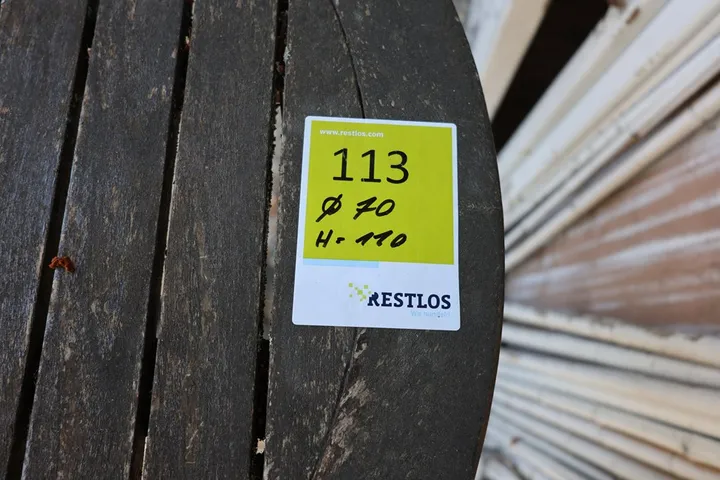 www.restlos.com
113
Ø 70
H = 110
RESTLOS